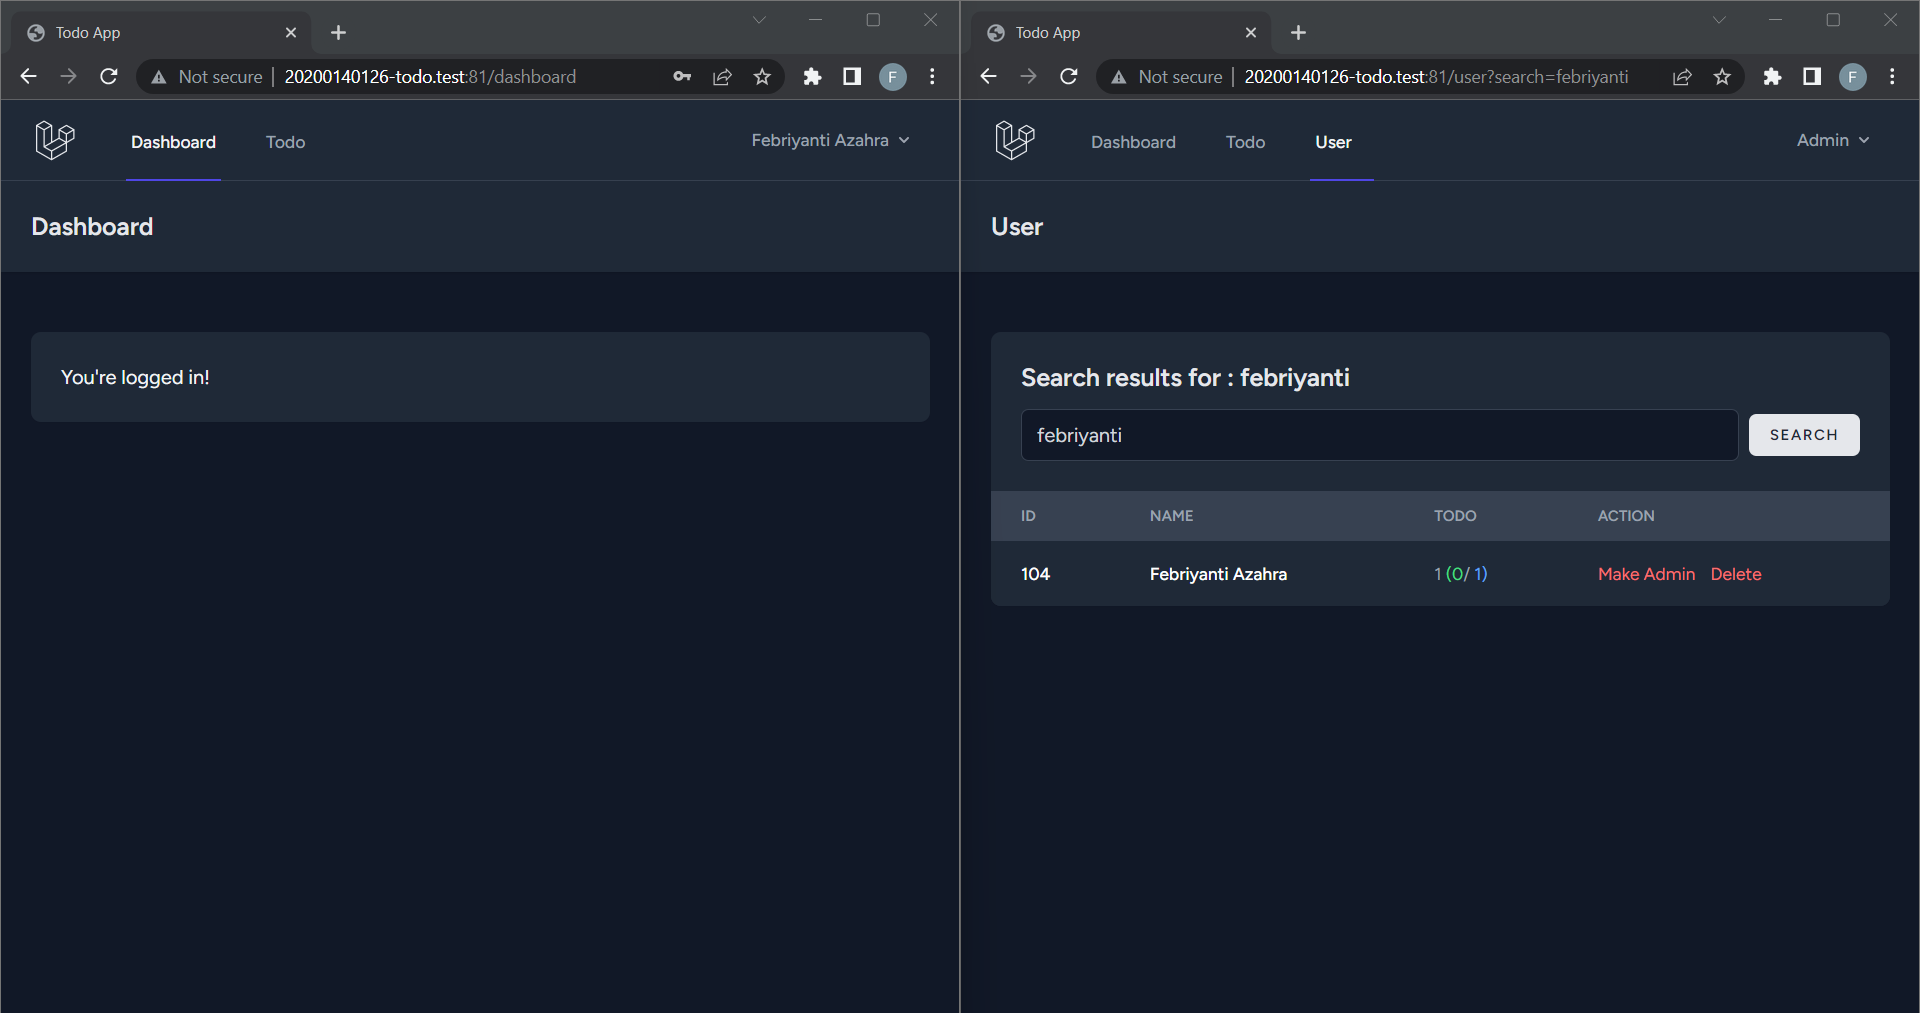 Todo App
Not secure | 20200140126-todo.test:81/dashboard
F
Dashboard
Todo
Febriyanti Azahra
Dashboard
You're logged in!
Todo App
Not secure | 20200140126-todo.test:81/user?search=febriyanti
F
Dashboard
Todo
User
Admin
User
Search results for : febriyanti
febriyanti
SEARCH
ID NAME TODO ACTION
104 Febriyanti Azahra 1 (0/ 1) Make Admin Delete